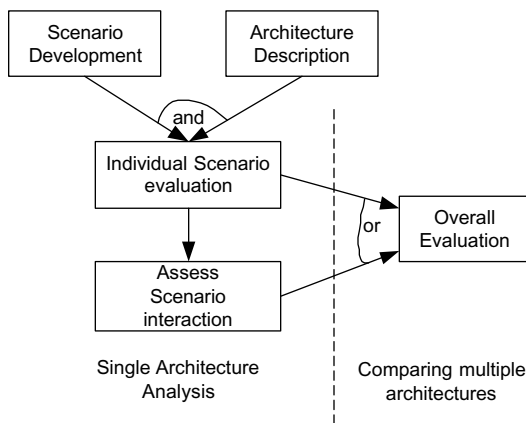 Scenario
Development
Architecture
Description
and
Individual Scenario
evaluation
or
Overall
Evaluation
Assess
Scenario
interaction
Single Architecture
Analysis
Comparing multiple
architectures